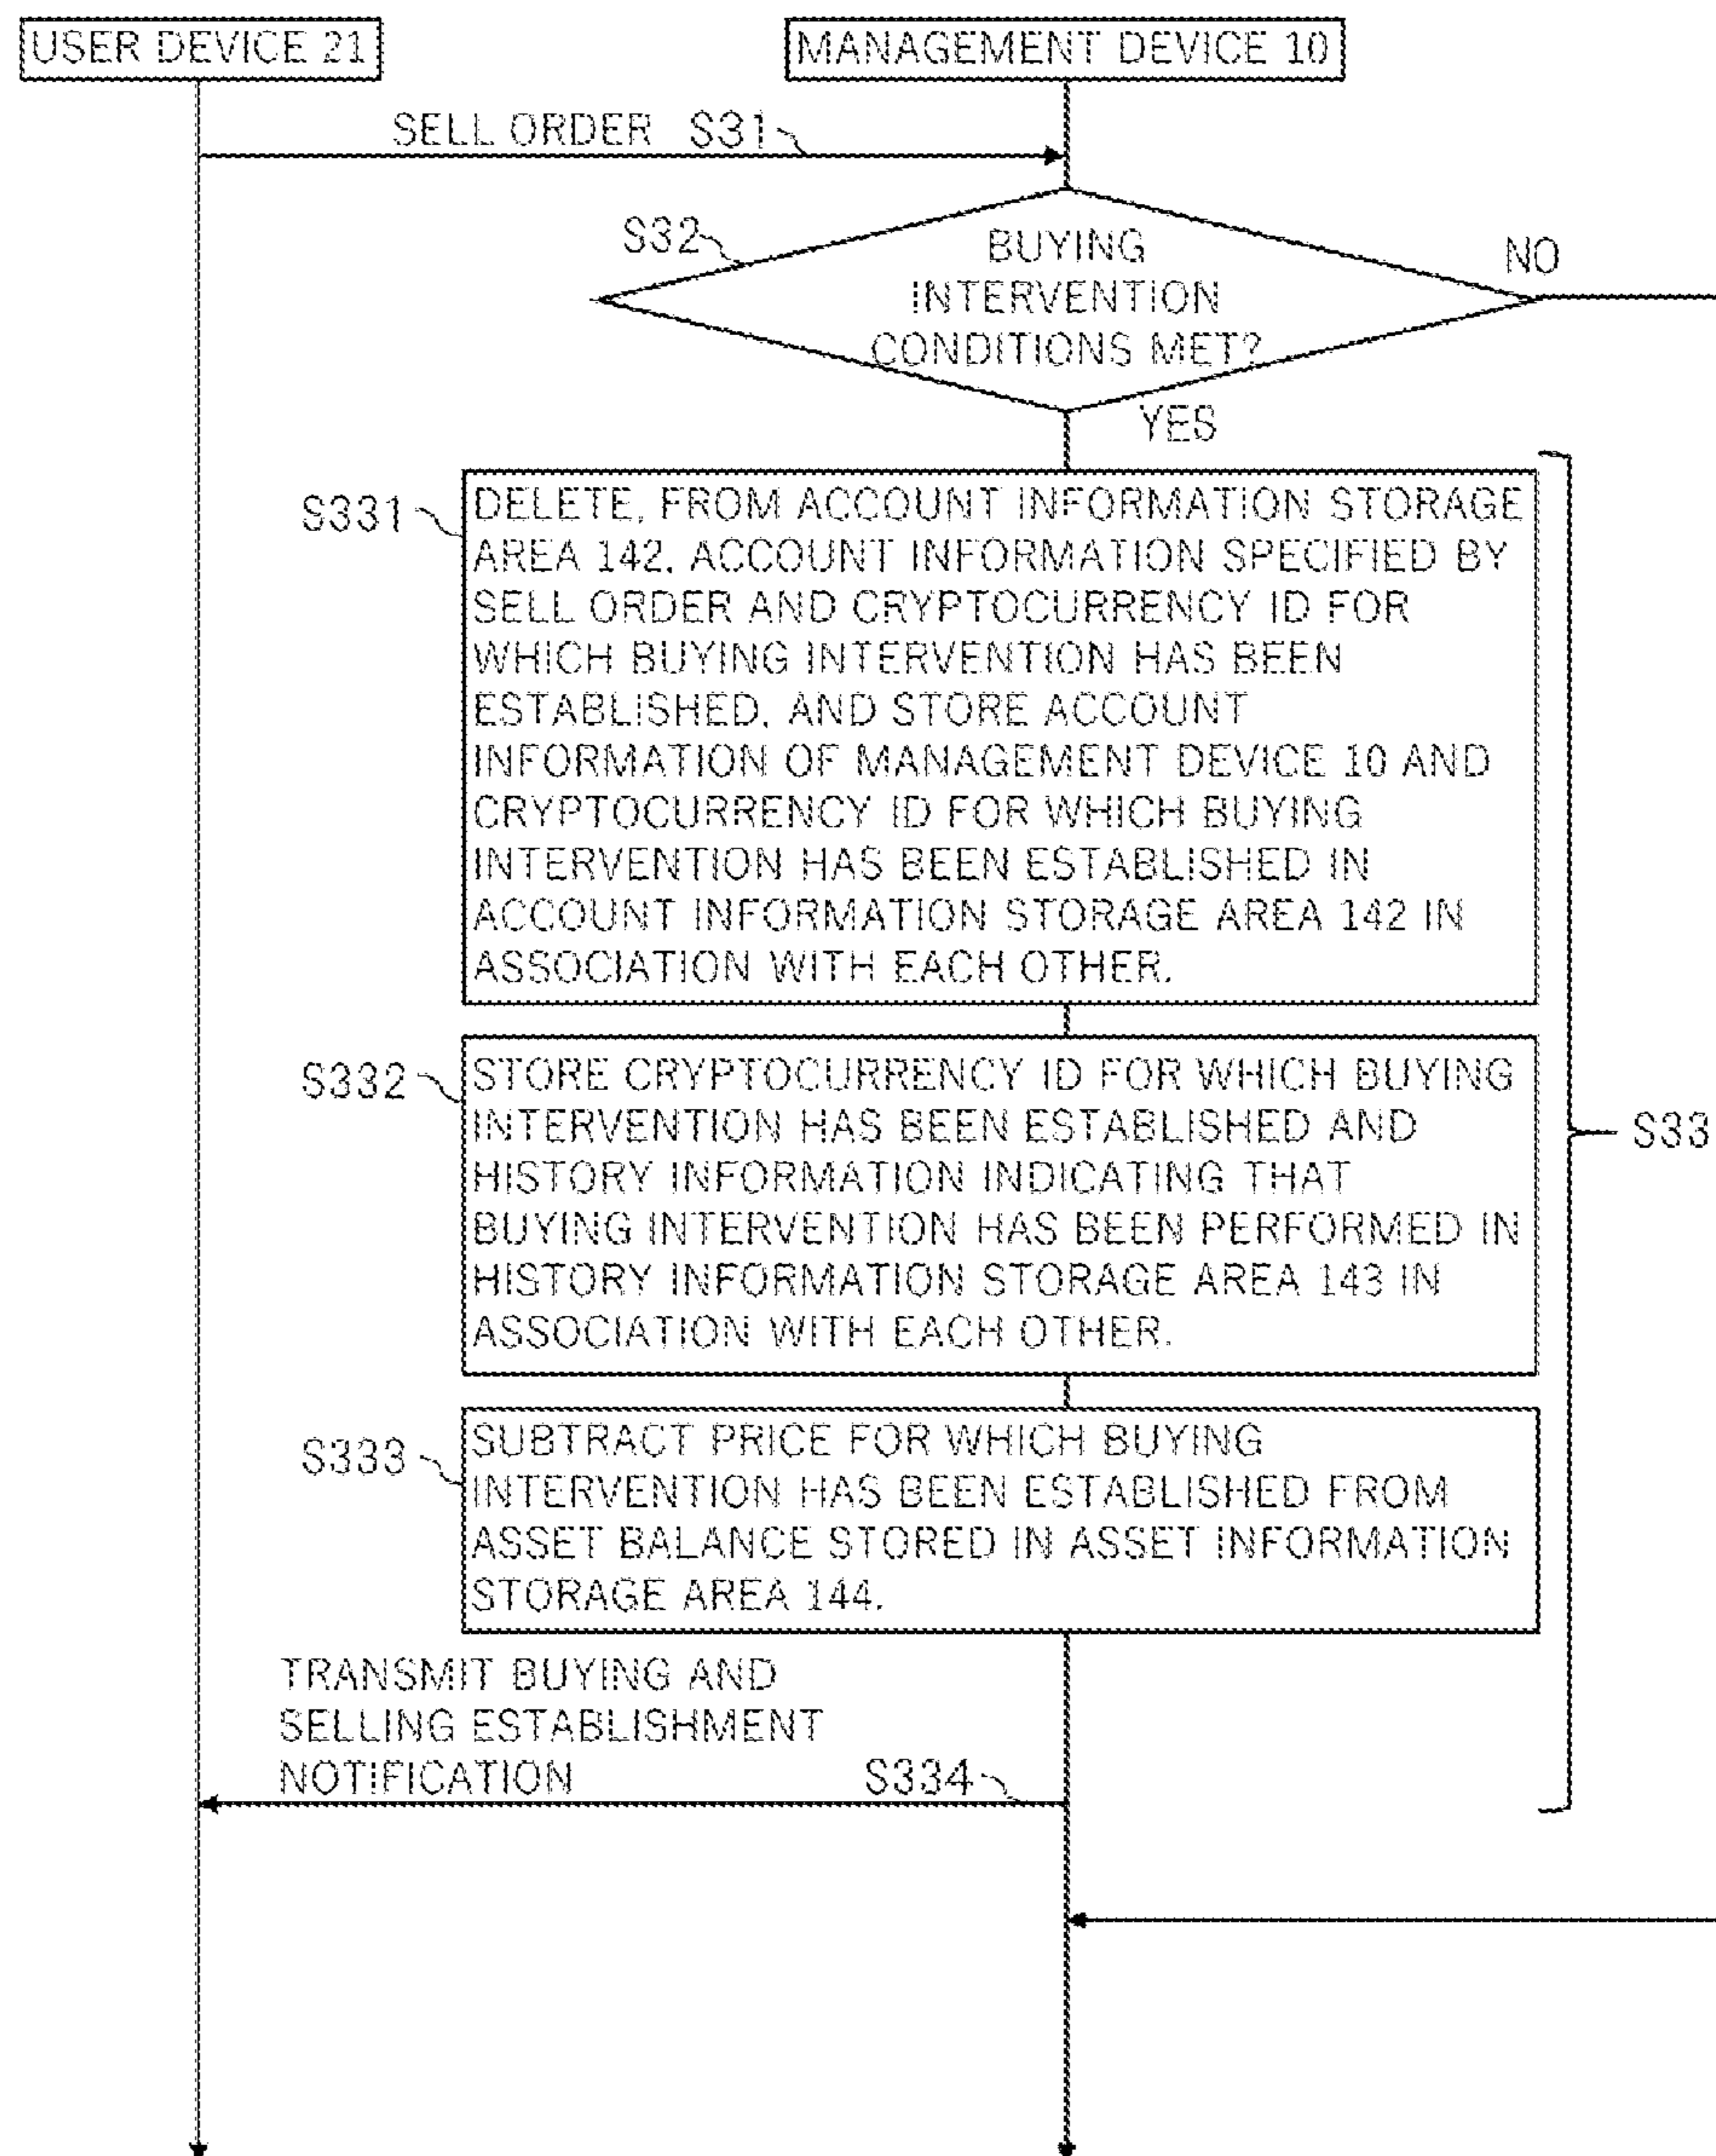 USER DEVICE 21
MANAGEMENT DEVICE 10
SELL ORDER S31
S32
BUYING
INTERVENTION
CONDITIONS MET?
NO
YES
S331
DELETE, FROM ACCOUNT INFORMATION STORAGE
AREA 142, ACCOUNT INFORMATION SPECIFIED BY
SELL ORDER AND CRYPTOCURRENCY ID FOR
WHICH BUYING INTERVENTION HAS BEEN
ESTABLISHED, AND STORE ACCOUNT
INFORMATION OF MANAGEMENT DEVICE 10 AND
CRYPTOCURRENCY ID FOR WHICH BUYING
INTERVENTION HAS BEEN ESTABLISHED IN
ACCOUNT INFORMATION STORAGE AREA 142 IN
ASSOCIATION WITH EACH OTHER.
S332
STORE CRYPTOCURRENCY ID FOR WHICH BUYING
INTERVENTION HAS BEEN ESTABLISHED AND
HISTORY INFORMATION INDICATING THAT
BUYING INTERVENTION HAS BEEN PERFORMED IN
HISTORY INFORMATION STORAGE AREA 143 IN
ASSOCIATION WITH EACH OTHER.
S33
S333
SUBTRACT PRICE FOR WHICH BUYING
INTERVENTION HAS BEEN ESTABLISHED FROM
ASSET BALANCE STORED IN ASSET INFORMATION
STORAGE AREA 144.
TRANSMIT BUYING AND
SELLING ESTABLISHMENT
NOTIFICATION
S334